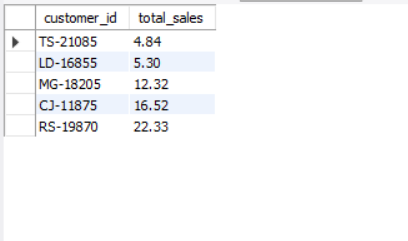 customer_id total_sales
TS-21085 4.84
LD-16855 5.30
MG-18205 12.32
CJ-11875 16.52
RS-19870 22.33